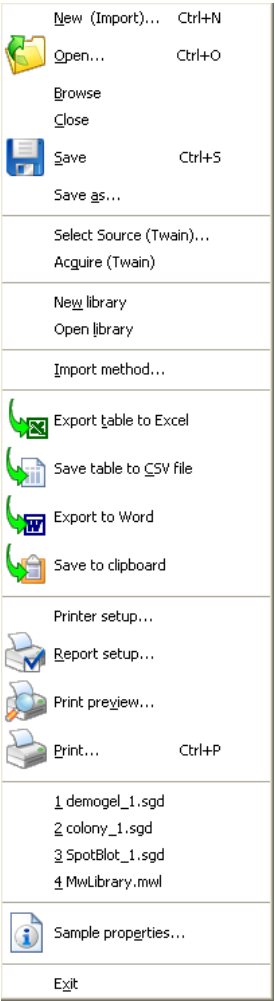 New (Import)... Ctrl+N
Open... Ctrl+O
Browse
Close
Save Ctrl+S
Save as...
Select Source (Twain)...
Acguire (Twain)
New library
Open library
Import method...
Export table to Excel
Save table to CSV file
Export to Word
Save to clipboard
Printer setup...
Report setup...
Print preview...
Print... Ctrl+P
1 demogel_1.sgd
2 colony_1.sgd
3 SpotBlot_1.sgd
4 MwLibrary.mwl
Sample properties...
Exit